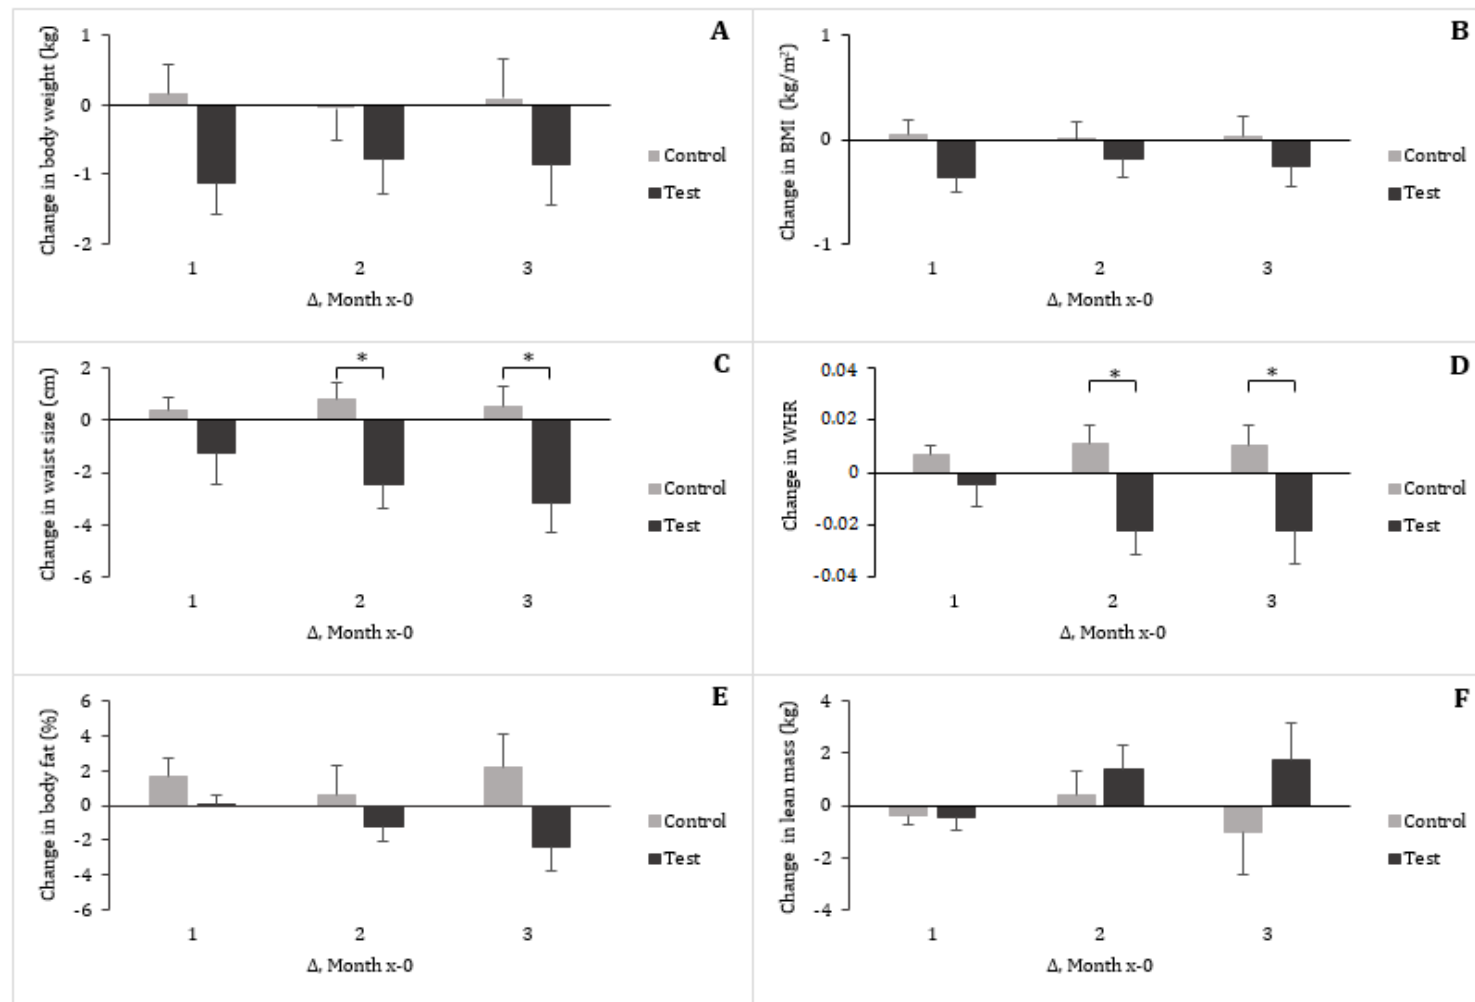 A
Change in body weight (kg)
1
0
-1
-2
1 2 3
Δ, Month x-0
Control
Test
B
Change in BMI (kg/m²)
1
0
-1
1 2 3
Δ, Month x-0
Control
Test
C
Change in waist size (cm)
2
0
-2
-4
-6
* *
1 2 3
Δ, Month x-0
Control
Test
D
Change in WHR
0.04
0.02
0
-0.02
-0.04
* *
1 2 3
Δ, Month x-0
Control
Test
E
Change in body fat (%)
6
4
2
0
-2
-4
-6
1 2 3
Δ, Month x-0
Control
Test
F
Change in lean mass (kg)
4
2
0
-2
-4
1 2 3
Δ, Month x-0
Control
Test